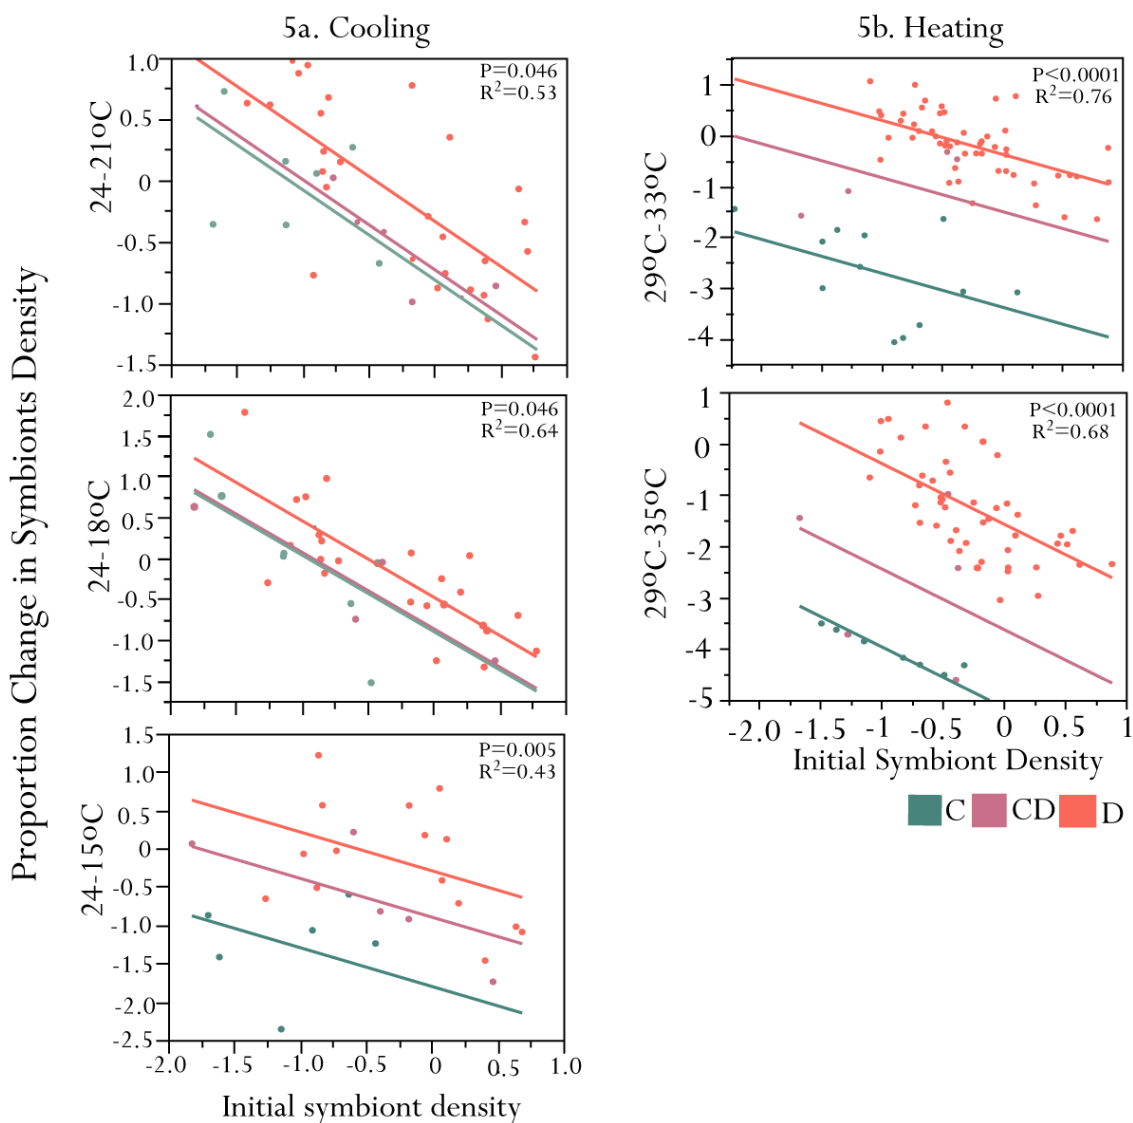 5a. Cooling
5b. Heating
Proportion Change in Symbionts Density
24-21ºC
1.0
0.5
0
-0.5
-1.0
-1.5
P=0.046
R²=0.53
24-18ºC
2.0
1.5
1.0
0.5
0
-0.5
-1.0
-1.5
P=0.046
R²=0.64
24-15ºC
1.5
1.0
0.5
0
-0.5
-1.0
-1.5
-2.0
-2.5
P=0.005
R²=0.43
-2.0 -1.5 -1.0 -0.5 0 0.5 1.0
Initial symbiont density
29ºC-33ºC
1
0
-1
-2
-3
-4
P<0.0001
R²=0.76
29ºC-35ºC
1
0
-1
-2
-3
-4
-5
P<0.0001
R²=0.68
-2.0 -1.5 -1 -0.5 0 0.5 1
Initial Symbiont Density
C CD D